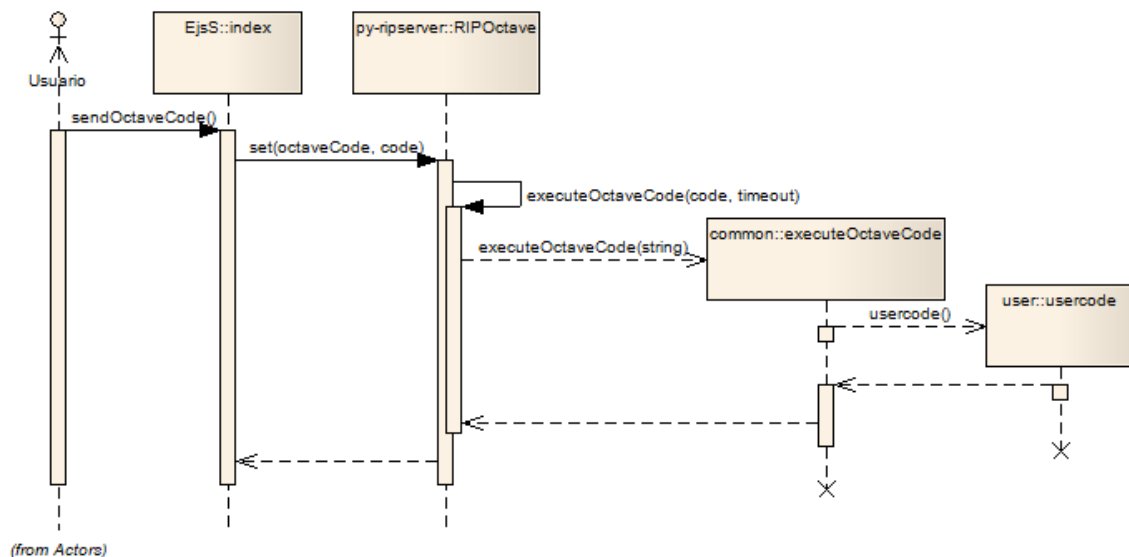 EjsS::index
py-ripserver::RIPOctave
Usuario
sendOctaveCode()
set(octaveCode, code)
executeOctaveCode(code, timeout)
common::executeOctaveCode
executeOctaveCode(string)
user::usercode
usercode()
(from Actors)